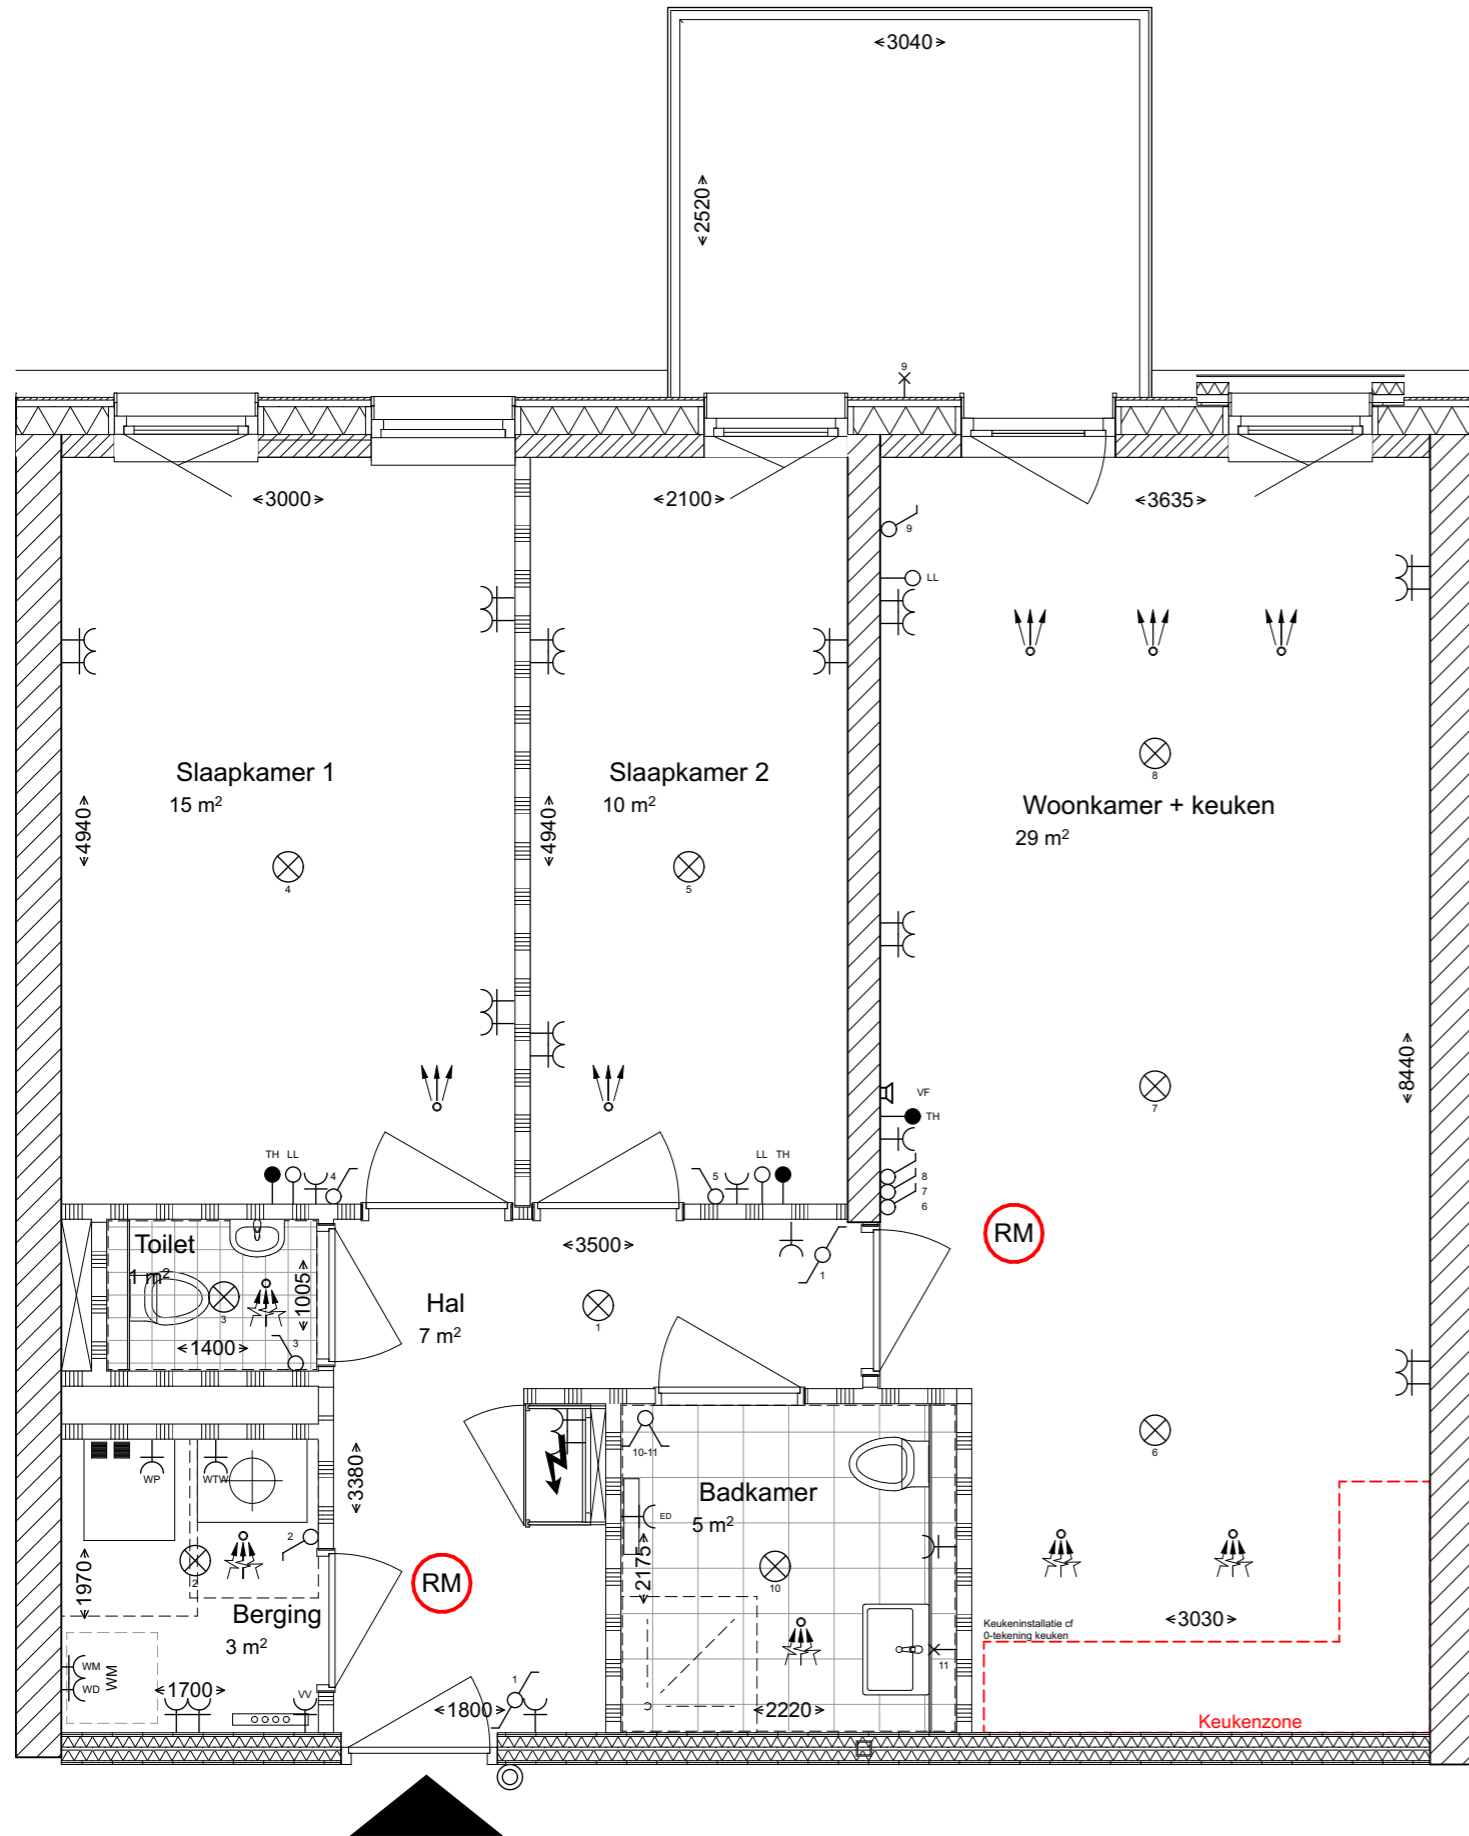 3040
2520
9
3000
2100
3635
9
LL
Slaapkamer 1
15 m²
Slaapkamer 2
10 m²
8
Woonkamer + keuken
29 m²
4940
4940
4
5
8440
7
VF
TH
TH LL
4
5
LL TH
8
7
6
RM
Toilet
1 m²
3
1005
3
1400
3500
1
Hal
7 m²
1
10-11
6
WP
WTW
3380
Badkamer
5 m²
ED
2
2
2175
10
RM
1970
Berging
3 m²
WM
WD
WM
1700
VV
1800
1
2220
11
Keukeninstallatie cf
0-tekening keuken
3030
Keukenzone